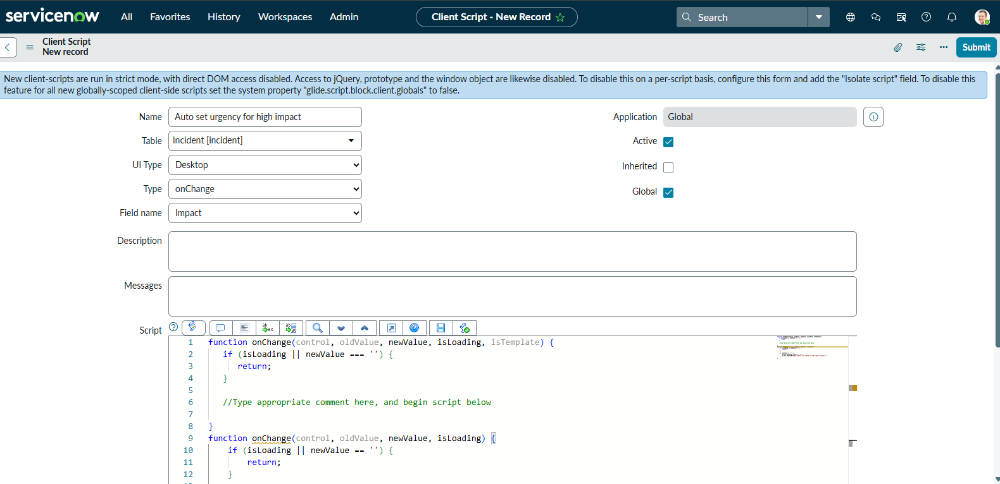 servicenow All Favorites History Workspaces Admin Client Script - New Record Search
Client Script
New record
Submit
New client-scripts are run in strict mode, with direct DOM access disabled. Access to jQuery, prototype and the window object are likewise disabled. To disable this on a per-script basis, configure this form and add the "Isolate script" field. To disable this
feature for all new globally-scoped client-side scripts set the system property "glide.script.block.client.globals" to false.
Name Auto set urgency for high impact Application Global
Table Incident [incident] Active
UI Type Desktop Inherited
Type onChange Global
Field name Impact
Description
Messages
Script
1 function onChange(control, oldValue, newValue, isLoading, isTemplate) {
2 if (isLoading || newValue === '') {
3 return;
4 }
5
6 //Type appropriate comment here, and begin script below
7
8 }
9 function onChange(control, oldValue, newValue, isLoading) {
10 if (isLoading || newValue == '') {
11 return;
12 }